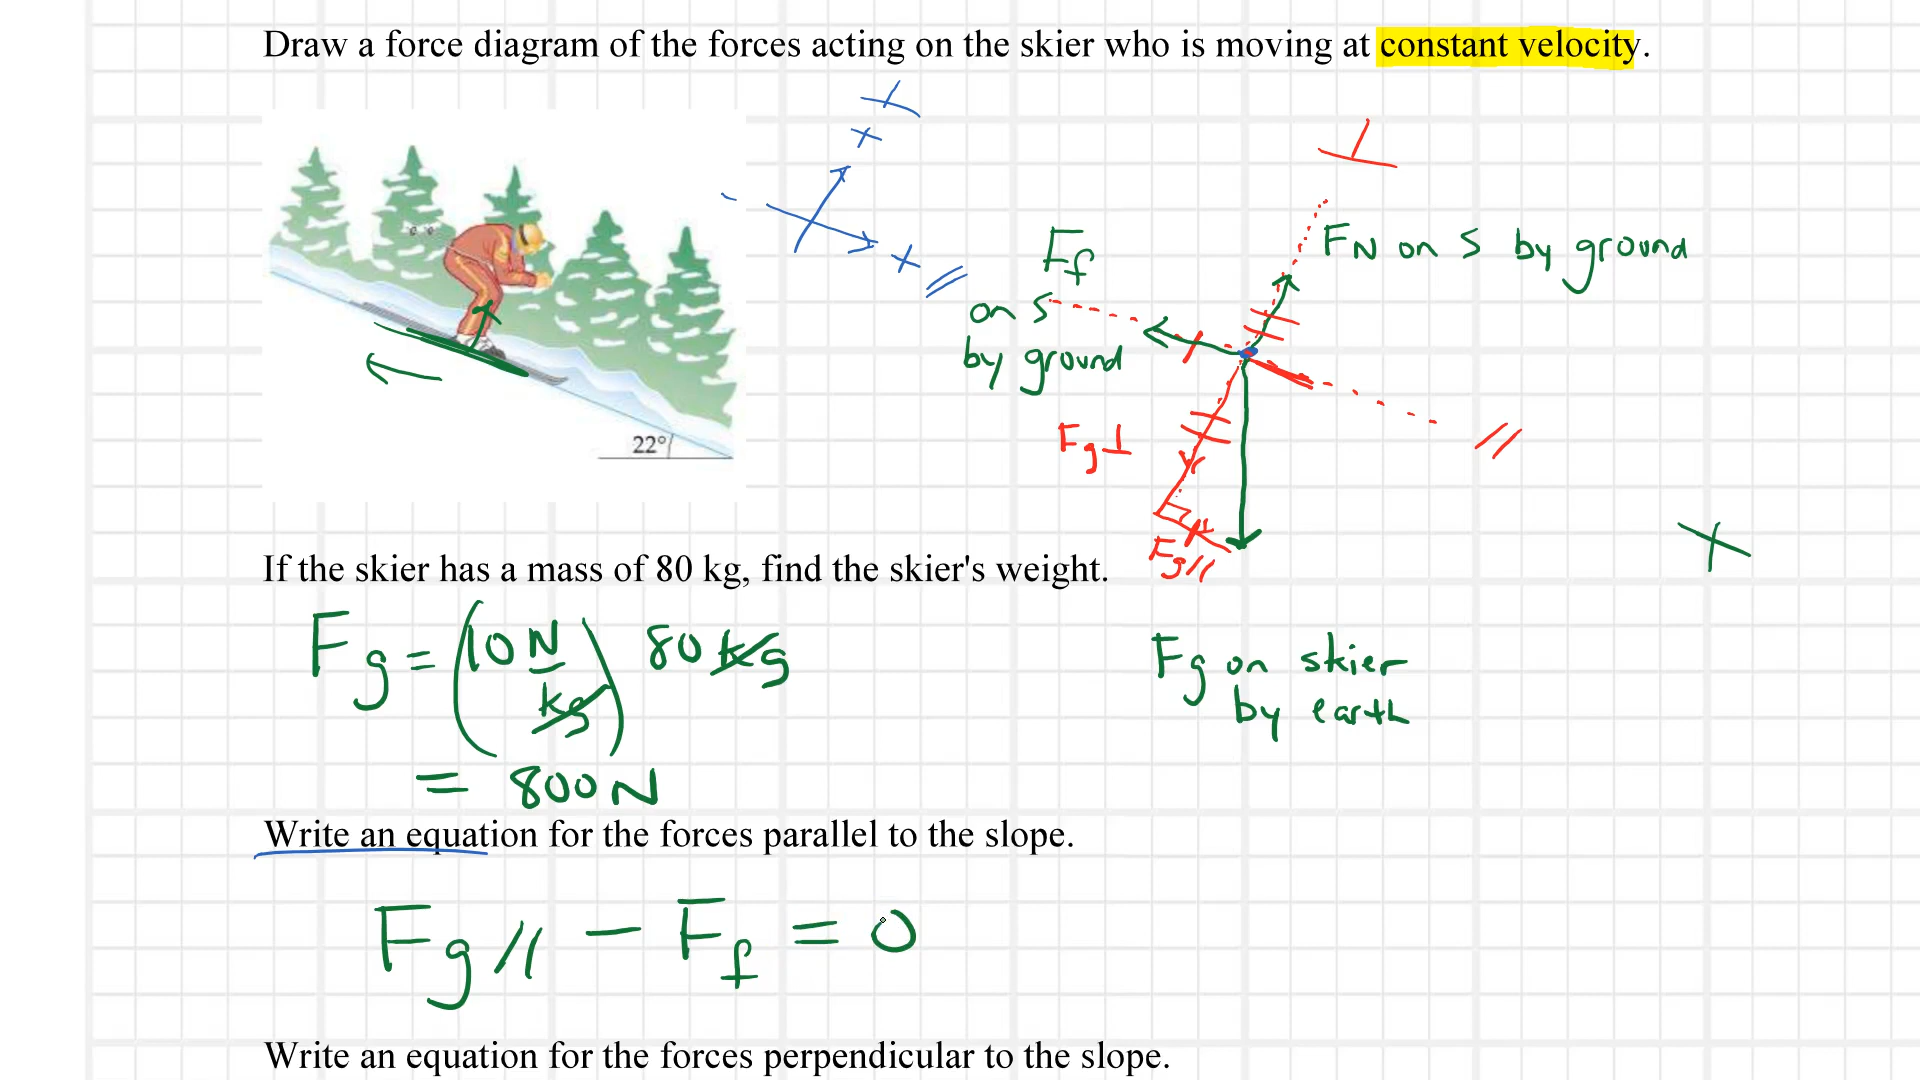 Draw a force diagram of the forces acting on the skier who is moving at constant velocity.
⊥
+
+
//
-
⊥
FN on S by ground
Ff
on S
by ground
Fg⊥
//
Fg//
22°
If the skier has a mass of 80 kg, find the skier's weight.
Fg = (10 N/kg) 80 kg
= 800 N
Fg on skier
by earth
Write an equation for the forces parallel to the slope.
Fg// - Ff = 0
Write an equation for the forces perpendicular to the slope.